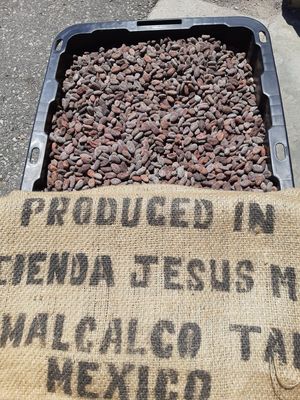 PRODUCED IN
CIENDA JESUS M
MALCALCO TA
MEXICO